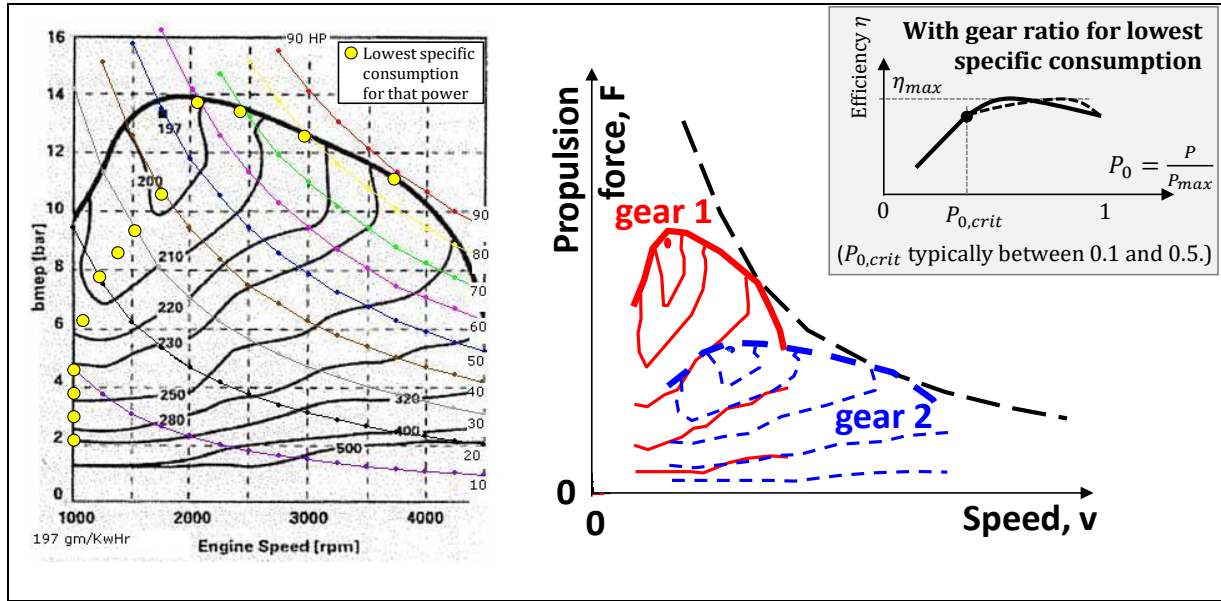 bmep [bar]
16
14
12
10
8
6
4
2
0
1000
2000
3000
4000
Engine Speed [rpm]
197 gm/KwHr
90 HP
Lowest specific
consumption
for that power
197
200
210
220
230
250
280
320
400
500
90
80
70
60
50
40
30
20
10
Propulsion
force, F
gear 1
gear 2
0
0
Speed, v
With gear ratio for lowest
specific consumption
Efficiency η
η_max
P₀ = P/P_max
0
P₀,crit
1
(P₀,crit typically between 0.1 and 0.5.)